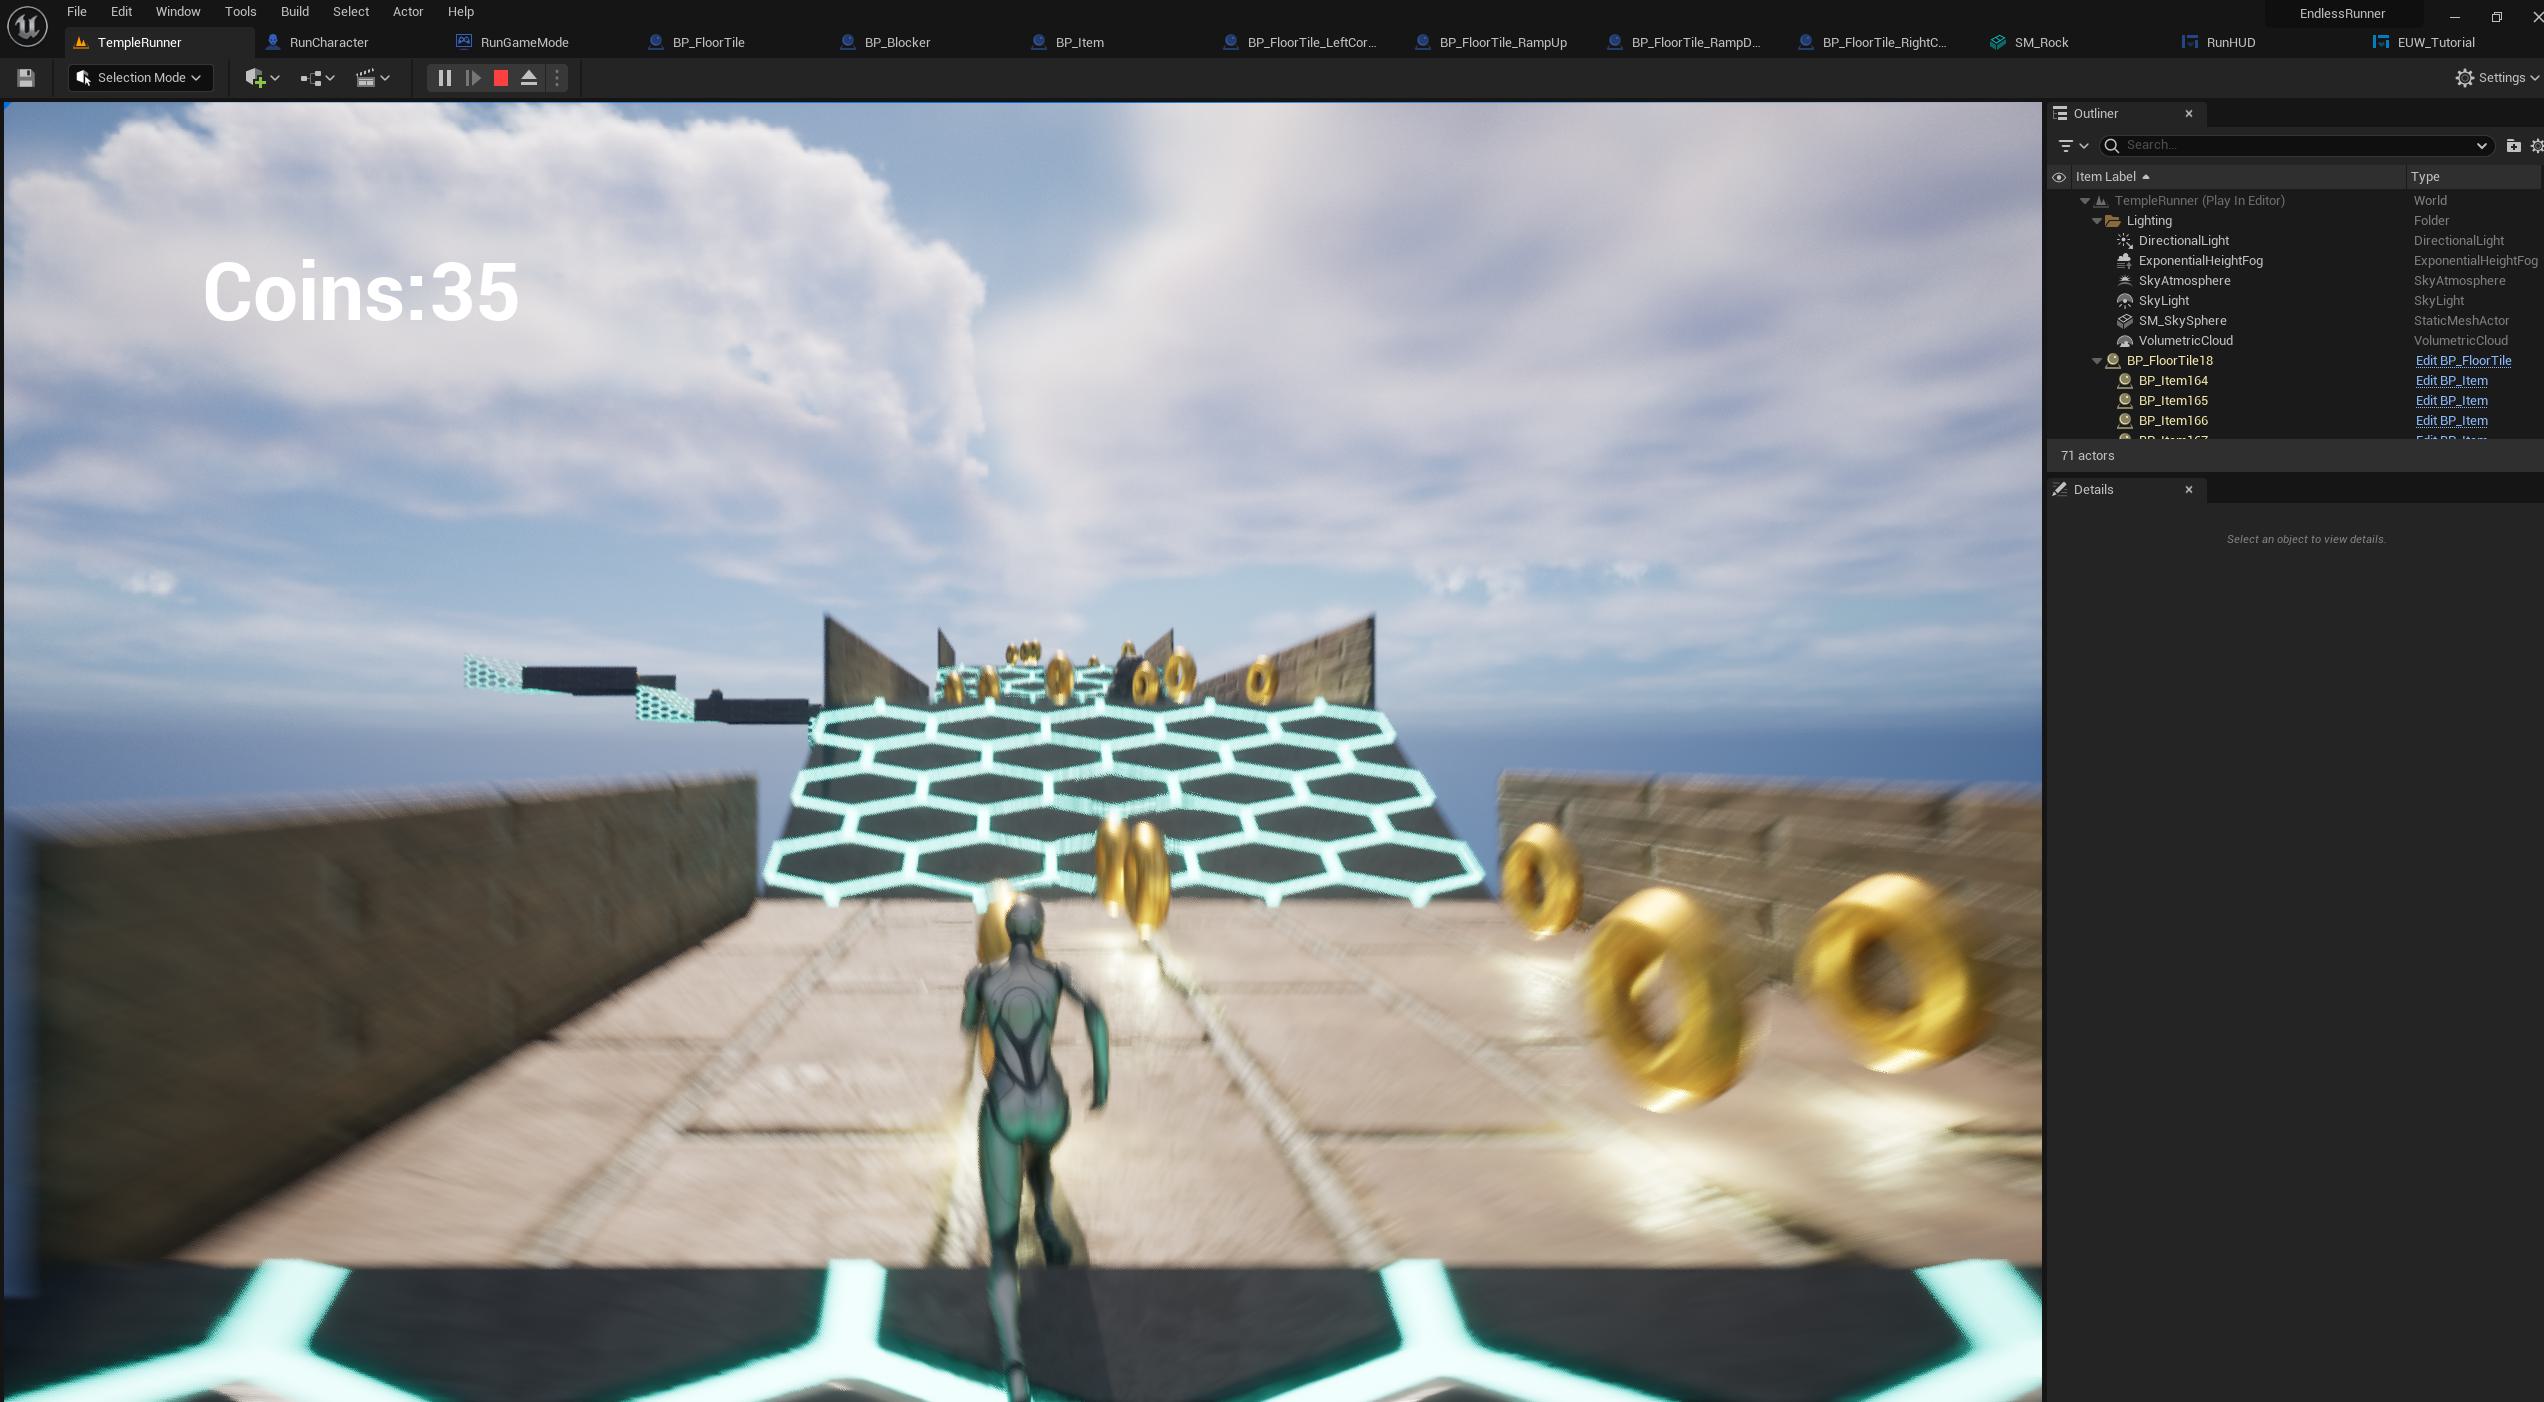 File Edit Window Tools Build Select Actor Help
EndlessRunner
TempleRunner RunCharacter RunGameMode BP_FloorTile BP_Blocker BP_Item BP_FloorTile_LeftCor... BP_FloorTile_RampUp BP_FloorTile_RampD... BP_FloorTile_RightC... SM_Rock RunHUD EUW_Tutorial
Selection Mode
Settings
Coins:35
Outliner
Search...
Item Label Type
TempleRunner (Play In Editor) World
Lighting Folder
DirectionalLight DirectionalLight
ExponentialHeightFog ExponentialHeightFog
SkyAtmosphere SkyAtmosphere
SkyLight SkyLight
SM_SkySphere StaticMeshActor
VolumetricCloud VolumetricCloud
BP_FloorTile18 Edit BP_FloorTile
BP_Item164 Edit BP_Item
BP_Item165 Edit BP_Item
BP_Item166 Edit BP_Item
71 actors
Details
Select an object to view details.